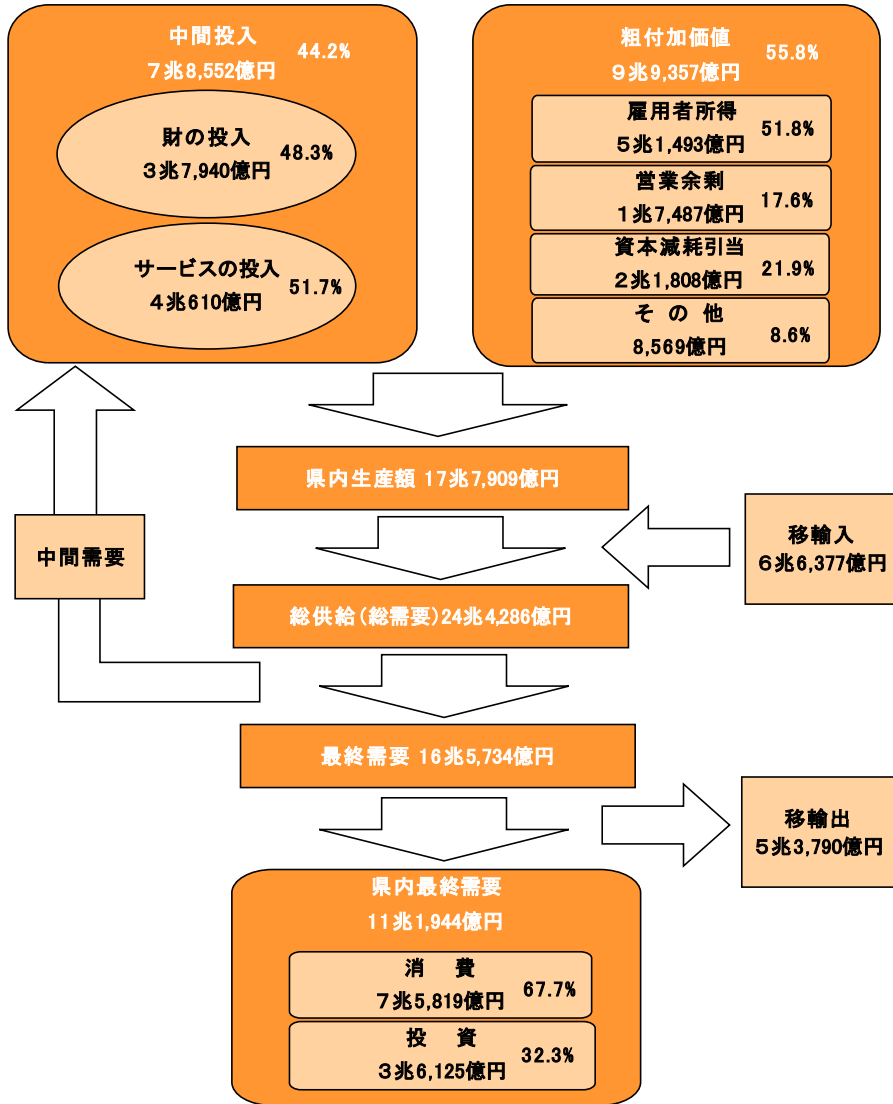 中間投入
7兆8,552億円
44.2%
財の投入
3兆7,940億円
48.3%
サービスの投入
4兆610億円
51.7%
粗付加価値
9兆9,357億円
55.8%
雇用者所得
5兆1,493億円
51.8%
営業余剰
1兆7,487億円
17.6%
資本減耗引当
2兆1,808億円
21.9%
その他
8,569億円
8.6%
県内生産額 17兆7,909億円
移輸入
6兆6,377億円
中間需要
総供給(総需要)24兆4,286億円
最終需要 16兆5,734億円
移輸出
5兆3,790億円
県内最終需要
11兆1,944億円
消 費
7兆5,819億円
67.7%
投 資
3兆6,125億円
32.3%